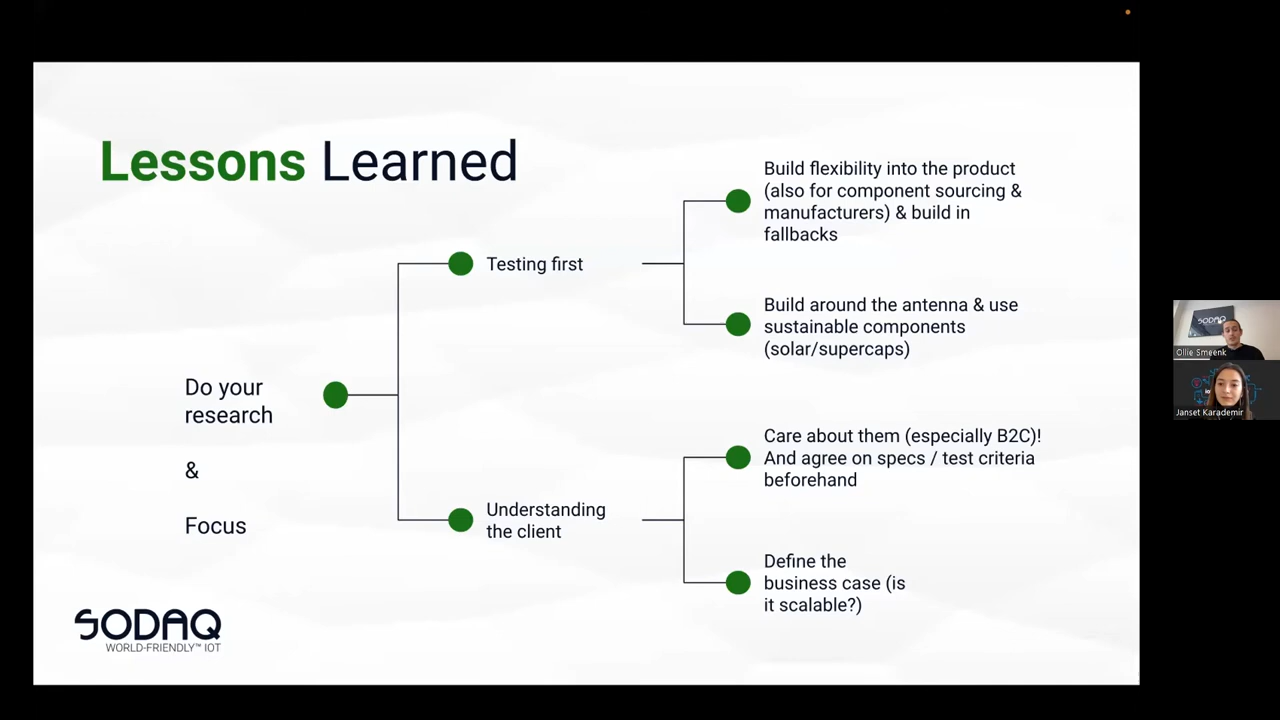 Lessons Learned
Build flexibility into the product
(also for component sourcing &
manufacturers) & build in
fallbacks
Testing first
Build around the antenna & use
sustainable components
(solar/supercaps)
Do your
research
&
Focus
Care about them (especially B2C)!
And agree on specs / test criteria
beforehand
Understanding
the client
Define the
business case (is
it scalable?)
SODAQ
WORLD-FRIENDLY™ IOT
SODAQ
Ollie Smeenk
Janset Karademir